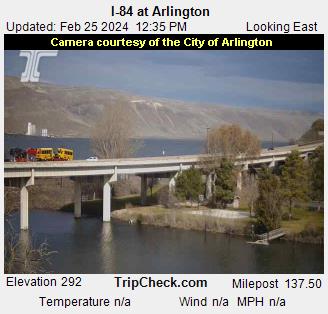 I-84 at Arlington
Updated: Feb 25 2024 12:35 PM Looking East
Camera courtesy of the City of Arlington
Elevation 292 TripCheck.com Milepost 137.50
Temperature n/a Wind n/a MPH n/a